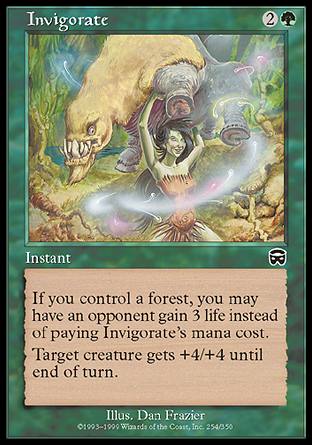 Invigorate 2
Instant
If you control a forest, you may
have an opponent gain 3 life instead
of paying Invigorate's mana cost.
Target creature gets +4/+4 until
end of turn.
Illus. Dan Frazier
©1993–1999 Wizards of the Coast, Inc. 254/350